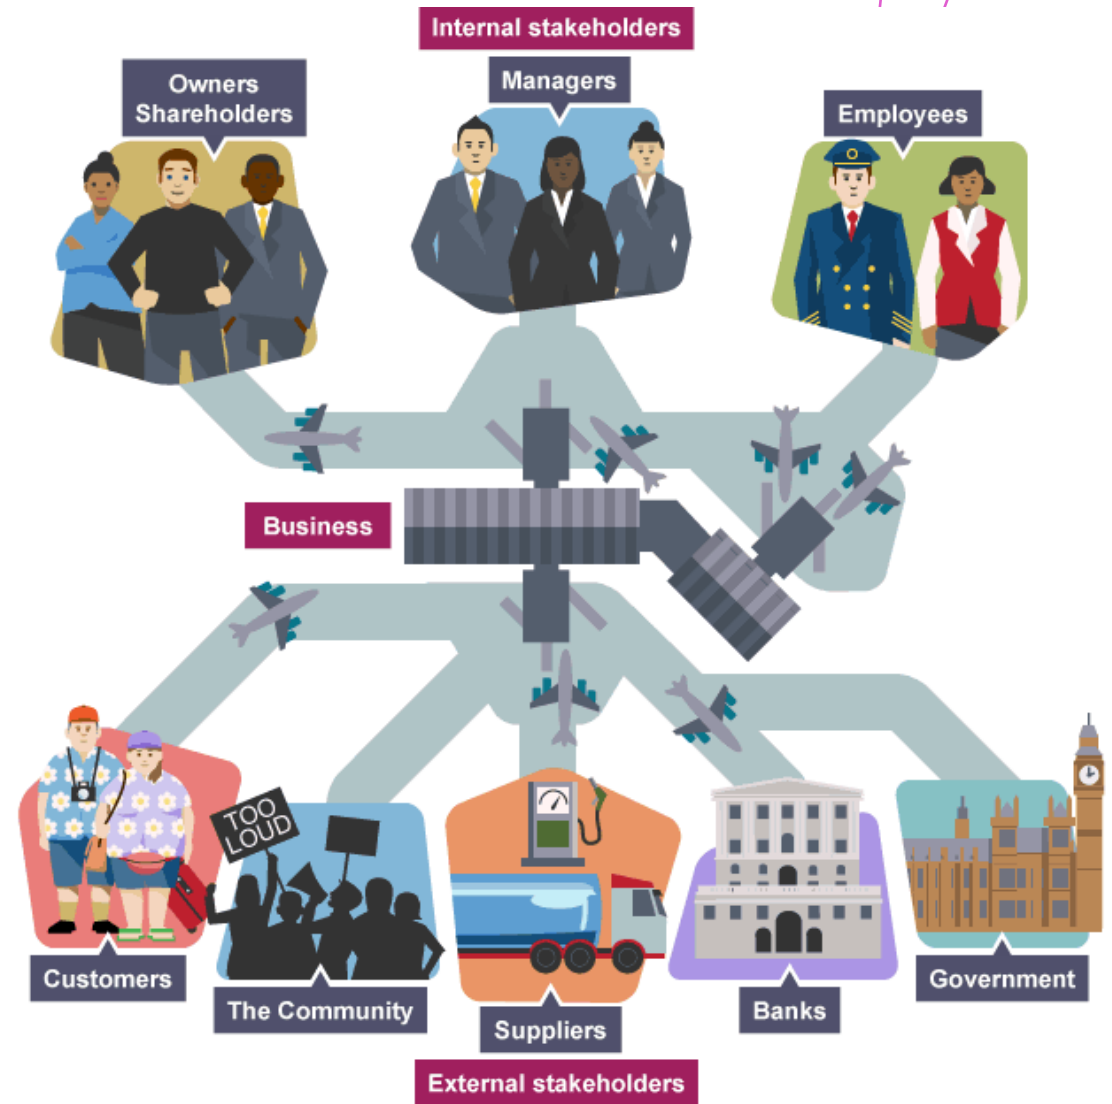 Internal stakeholders
Owners
Shareholders
Managers
Employees
Business
TOO
LOUD
Customers
The Community
Suppliers
Banks
Government
External stakeholders